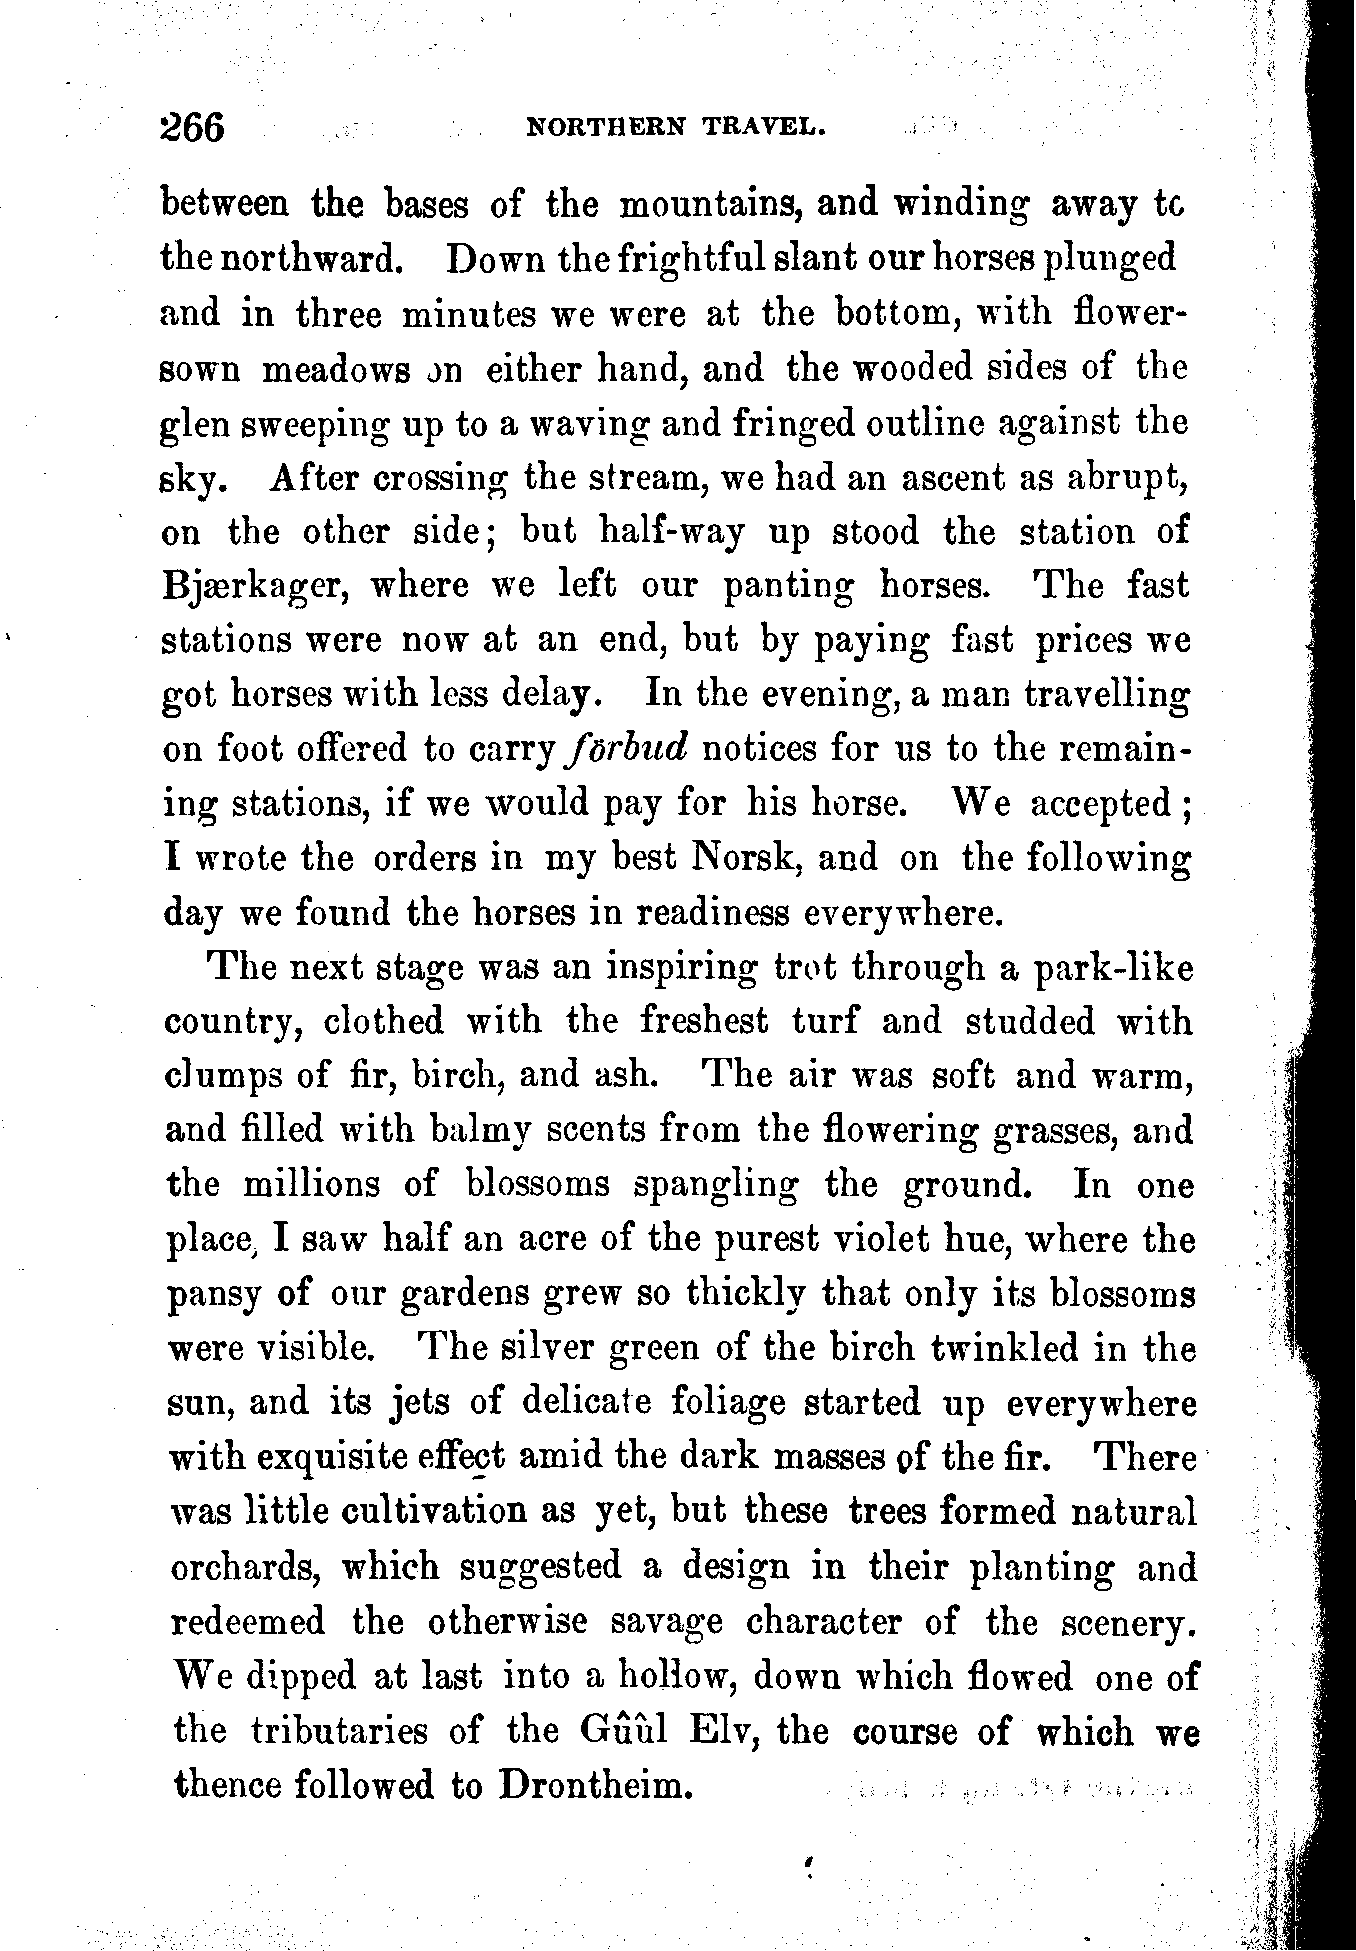 266 NORTHERN TRAVEL.
between the bases of the mountains, and winding away to
the northward. Down the frightful slant our horses plunged
and in three minutes we were at the bottom, with flower-
sown meadows on either hand, and the wooded sides of the
glen sweeping up to a waving and fringed outline against the
sky. After crossing the stream, we had an ascent as abrupt,
on the other side; but half-way up stood the station of
Bjærkager, where we left our panting horses. The fast
stations were now at an end, but by paying fast prices we
got horses with less delay. In the evening, a man travelling
on foot offered to carry förbud notices for us to the remain-
ing stations, if we would pay for his horse. We accepted;
I wrote the orders in my best Norsk, and on the following
day we found the horses in readiness everywhere.
The next stage was an inspiring trot through a park-like
country, clothed with the freshest turf and studded with
clumps of fir, birch, and ash. The air was soft and warm,
and filled with balmy scents from the flowering grasses, and
the millions of blossoms spangling the ground. In one
place, I saw half an acre of the purest violet hue, where the
pansy of our gardens grew so thickly that only its blossoms
were visible. The silver green of the birch twinkled in the
sun, and its jets of delicate foliage started up everywhere
with exquisite effect amid the dark masses of the fir. There
was little cultivation as yet, but these trees formed natural
orchards, which suggested a design in their planting and
redeemed the otherwise savage character of the scenery.
We dipped at last into a hollow, down which flowed one of
the tributaries of the Gûûl Elv, the course of which we
thence followed to Drontheim.